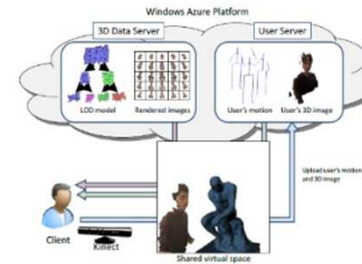 Windows Azure Platform
3D Data Server
User Server
LOD model
Rendered images
User's motion
User's 3D image
Upload user's motion
and 3D image
Client
Kinect
Shared virtual space